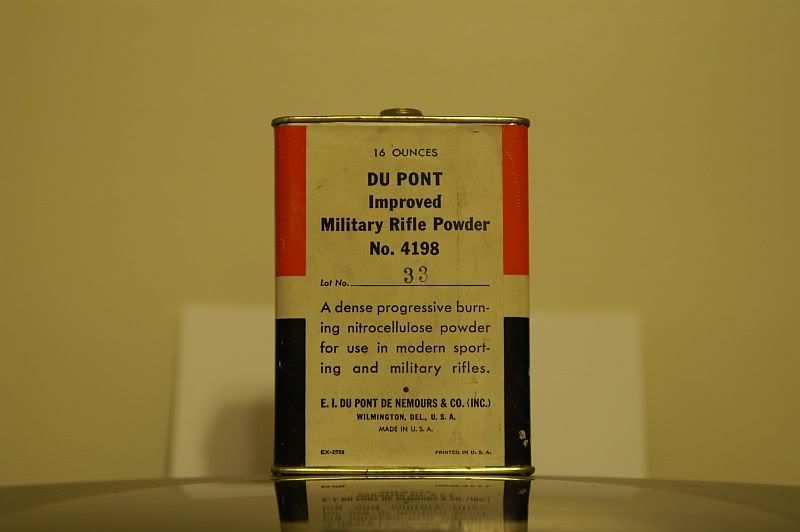 16 OUNCES
DU PONT
Improved
Military Rifle Powder
No. 4198
Lot No. 33
A dense progressive burn-
ing nitrocellulose powder
for use in modern sport-
ing and military rifles.
E. I. DU PONT DE NEMOURS & CO. (INC.)
WILMINGTON, DEL., U. S. A.
MADE IN U. S. A.
EX-2558 PRINTED IN U. S. A.